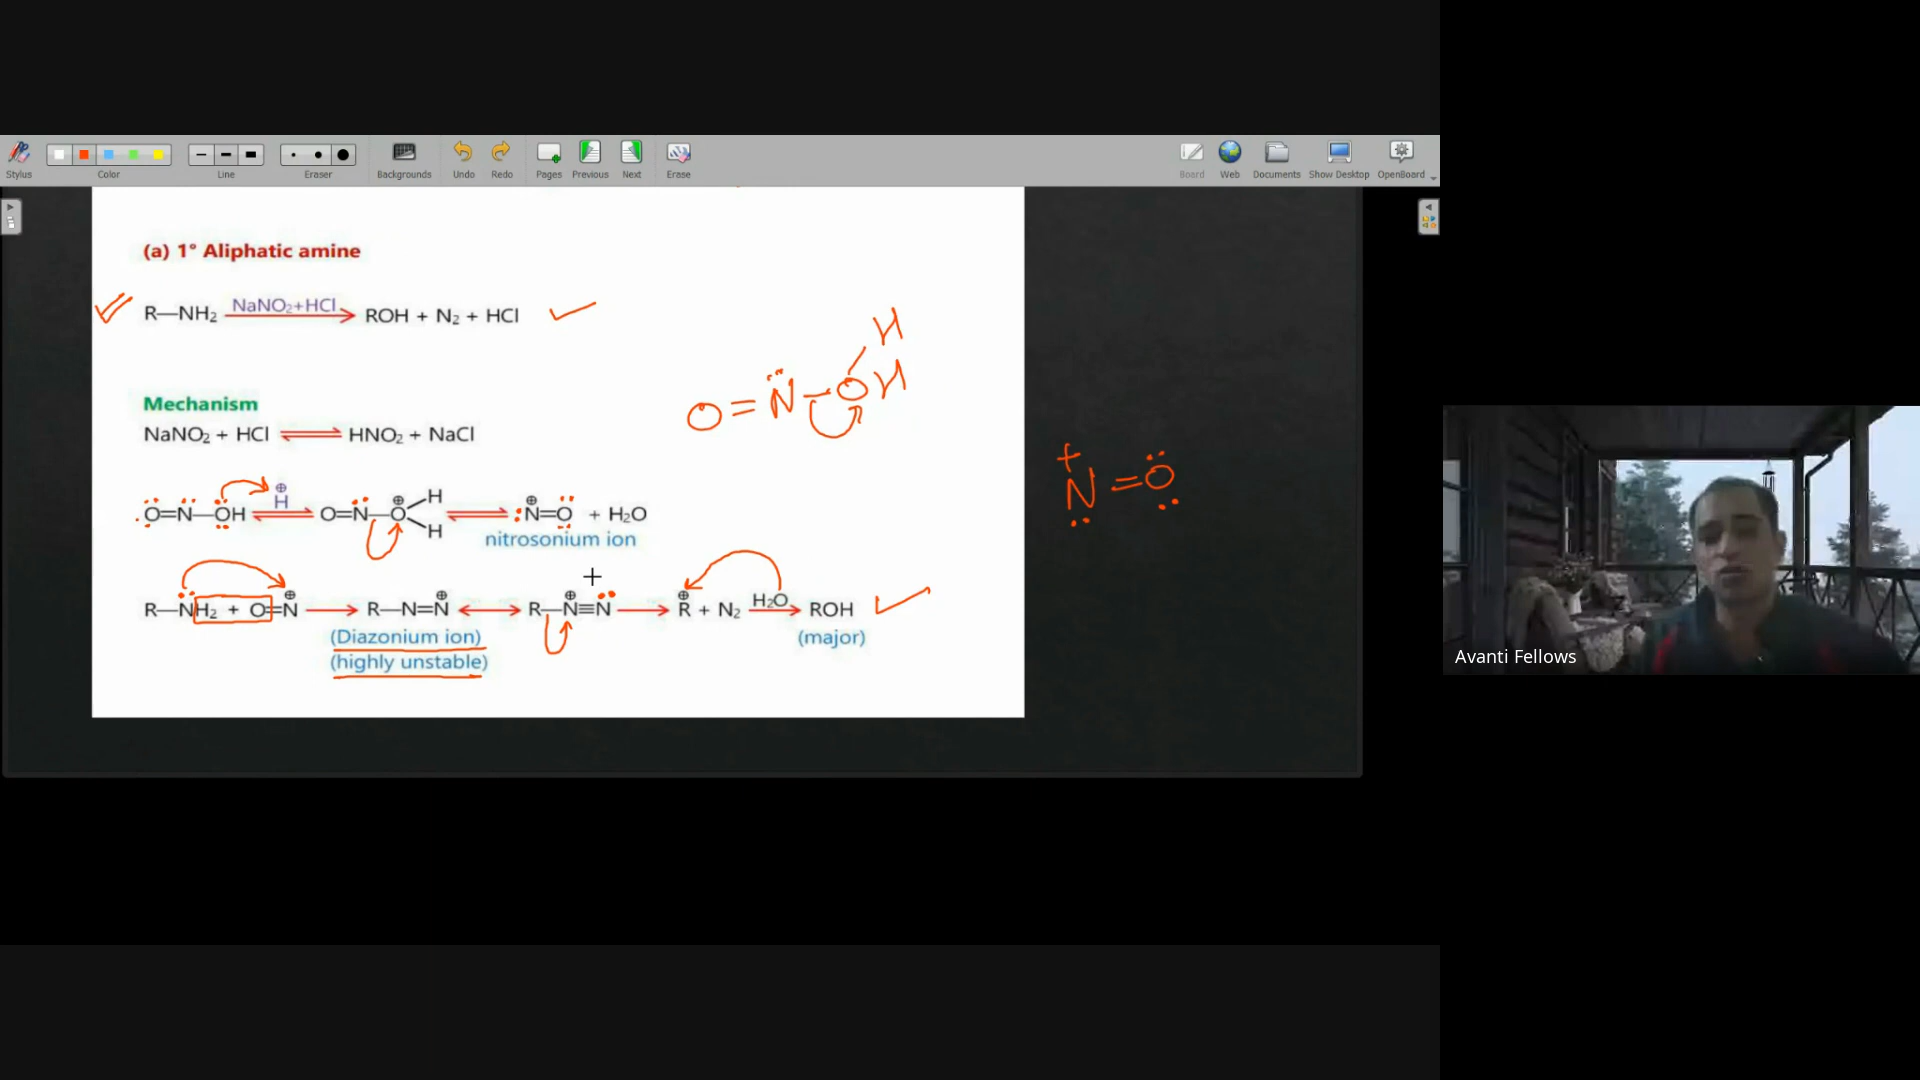 Stylus Color Line Eraser Backgrounds Undo Redo Pages Previous Next Erase Board Web Documents Show Desktop OpenBoard
(a) 1° Aliphatic amine
R—NH₂ NaNO₂+HCl ROH + N₂ + HCl
H
O=N̈—OH
Mechanism
NaNO₂ + HCl ⇌ HNO₂ + NaCl
+
N=O
O=N—OH ⊕ H ⇌ O=N—O⊕ H H ⇌ :N⊕=O + H₂O
nitrosonium ion
R—NH₂ + O=N⊕ → R—N=N⊕ ↔ R—N⊕≡N → R⊕ + N₂ H₂O → ROH
(Diazonium ion) (major)
(highly unstable)
Avanti Fellows